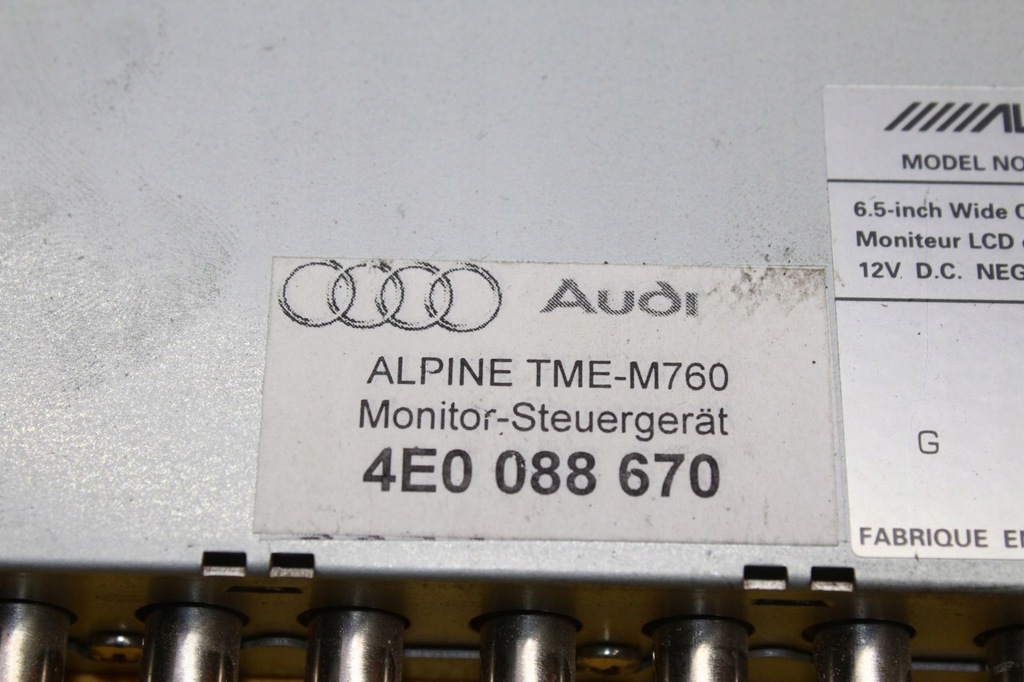 Audi
ALPINE TME-M760
Monitor-Steuergerät
4E0 088 670
MODEL NO
6.5-inch Wide
Moniteur LCD
12V D.C. NEG
G
FABRIQUE